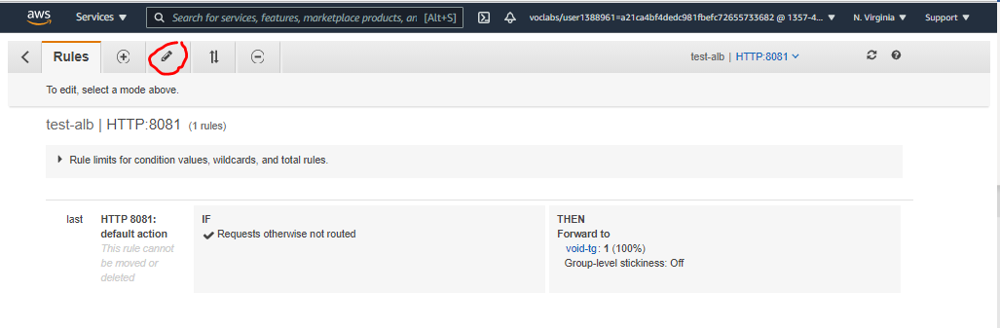 aws Services ▼ Search for services, features, marketplace products, an [Alt+S] voclabs/user1388961=a21ca4bf4dedc981fbefc72655733682 @ 1357-4... ▼ N. Virginia ▼ Support ▼
Rules test-alb | HTTP:8081
To edit, select a mode above.
test-alb | HTTP:8081 (1 rules)
Rule limits for condition values, wildcards, and total rules.
last HTTP 8081: IF THEN
default action Requests otherwise not routed Forward to
This rule cannot void-tg: 1 (100%)
be moved or Group-level stickiness: Off
deleted